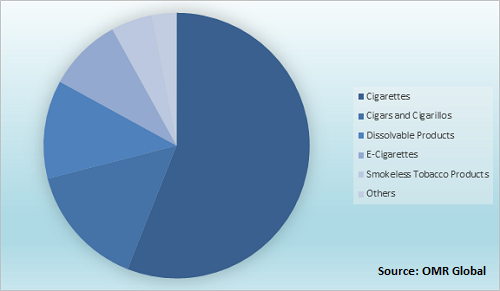 Cigarettes
Cigars and Cigarillos
Dissolvable Products
E-Cigarettes
Smokeless Tobacco Products
Others
Source: OMR Global